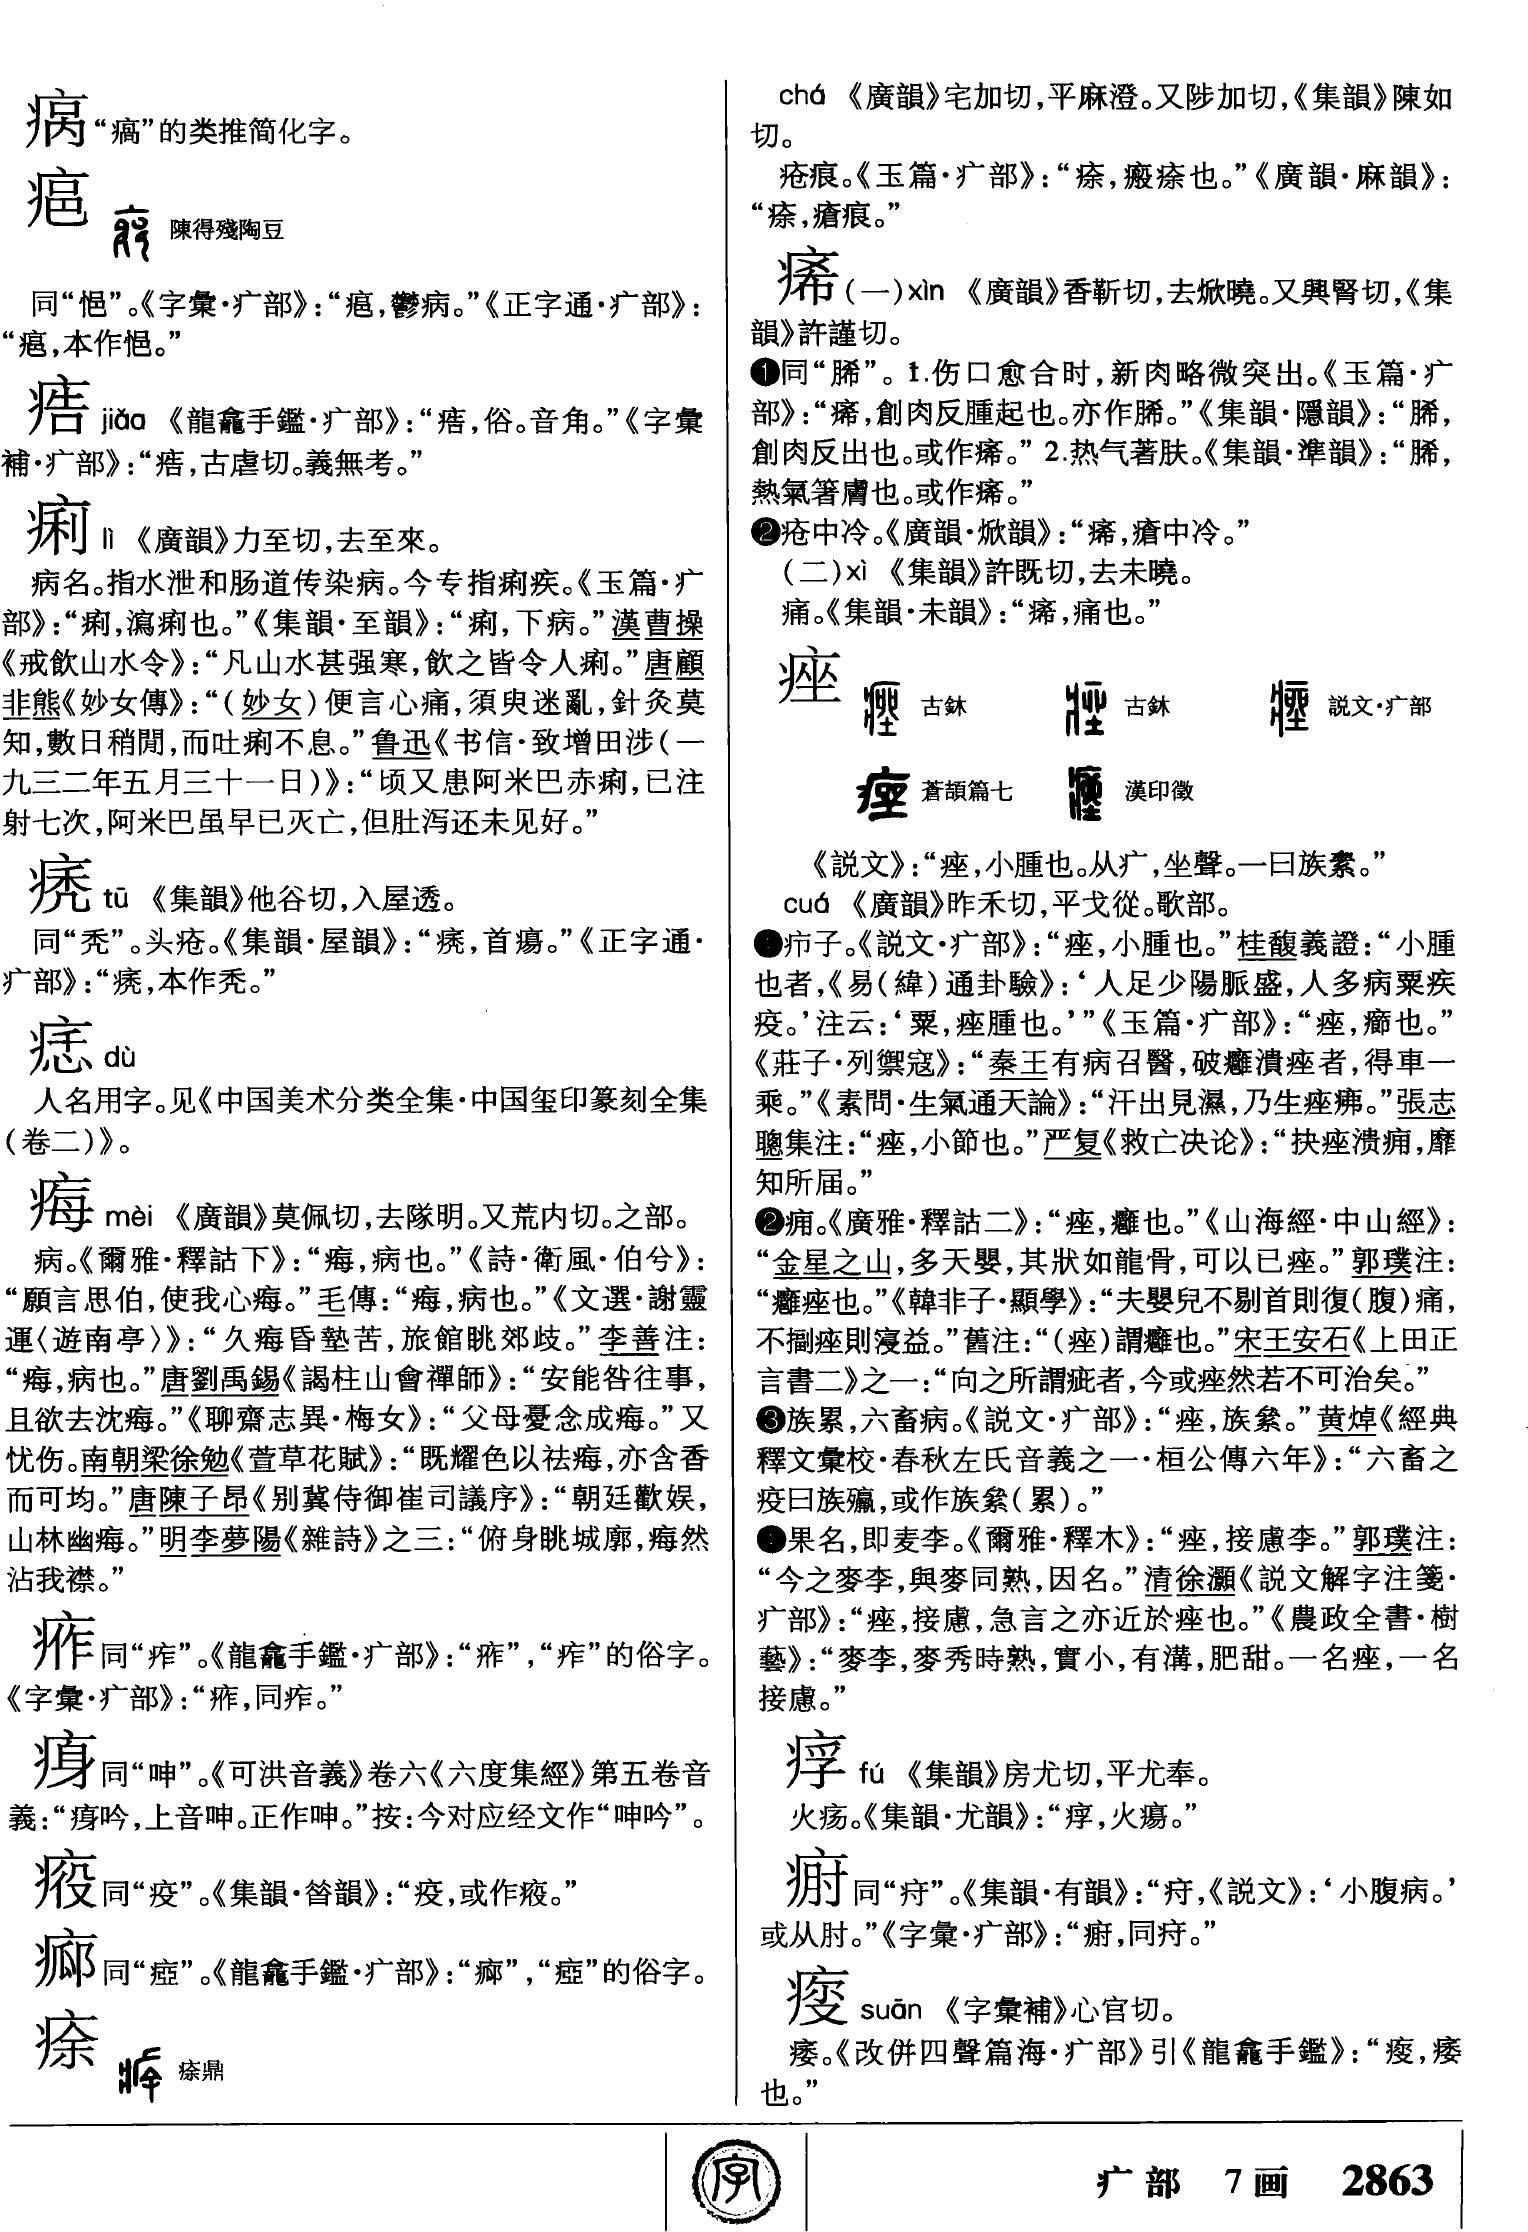 㾃“瘑”的类推简化字。
𤶣
陳得殘陶豆
同“悒”。《字彙·疒部》：“𤶣，鬱病。”《正字通·疒部》：
“𤶣，本作悒。”
㾄 jiǎo 《龍龕手鑑·疒部》：“㾄，俗。音角。”《字彙
補·疒部》：“㾄，古虐切。義無考。”
痢 lì 《廣韻》力至切，去至來。
病名。指水泄和肠道传染病。今专指痢疾。《玉篇·疒
部》：“痢，瀉痢也。”《集韻·至韻》：“痢，下病。”漢曹操
《戒飲山水令》：“凡山水甚强寒，飲之皆令人痢。”唐顧
非熊《妙女傳》：“（妙女）便言心痛，須臾迷亂，針灸莫
知，數日稍閒，而吐痢不息。”鲁迅《书信·致增田涉（一
九三二年五月三十一日）》：“顷又患阿米巴赤痢，已注
射七次，阿米巴虽早已灭亡，但肚泻还未见好。”
痜 tū 《集韻》他谷切，入屋透。
同“秃”。头疮。《集韻·屋韻》：“痜，首瘍。”《正字通·
疒部》：“痜，本作秃。”
痣 dù
人名用字。见《中国美术分类全集·中国玺印篆刻全集
（卷二）》。
痗 mèi 《廣韻》莫佩切，去隊明。又荒内切。之部。
病。《爾雅·釋詁下》：“痗，病也。”《詩·衛風·伯兮》：
“願言思伯，使我心痗。”毛傳：“痗，病也。”《文選·謝靈
運〈遊南亭〉》：“久痗昏墊苦，旅館眺郊歧。”李善注：
“痗，病也。”唐劉禹錫《謁柱山會禪師》：“安能咎往事，
且欲去沈痗。”《聊齋志異·梅女》：“父母憂念成痗。”又
忧伤。南朝梁徐勉《萱草花賦》：“既耀色以祛痗，亦含香
而可均。”唐陳子昂《别冀侍御崔司議序》：“朝廷歡娱，
山林幽痗。”明李夢陽《雜詩》之三：“俯身眺城廓，痗然
沾我襟。”
同“痄”。《龍龕手鑑·疒部》：“”，“痄”的俗字。
《字彙·疒部》：“，同痄。”
同“呻”。《可洪音義》卷六《六度集經》第五卷音
義：“吟，上音呻。正作呻。”按：今对应经文作“呻吟”。
同“疫”。《集韻·䇔韻》：“疫，或作。”
同“瘂”。《龍龕手鑑·疒部》：“”，“瘂”的俗字。
㾻
㾻鼎
chá 《廣韻》宅加切，平麻澄。又陟加切，《集韻》陳如
切。
疮痕。《玉篇·疒部》：“㾻，瘢㾻也。”《廣韻·麻韻》：
“㾻，瘡痕。”
痚（一）xìn 《廣韻》香靳切，去焮曉。又興腎切，《集
韻》許謹切。
❶同“脪”。1.伤口愈合时，新肉略微突出。《玉篇·疒
部》：“㾙，創肉反腫起也。亦作脪。”《集韻·隱韻》：“脪，
創肉反出也。或作㾙。”2.热气著肤。《集韻·準韻》：“脪，
熱氣箸膚也。或作㾙。”
❷疮中冷。《廣韻·焮韻》：“㾙，瘡中冷。”
（二）xì 《集韻》許既切，去未曉。
痛。《集韻·未韻》：“㾙，痛也。”
痤
古鉥 古鉥 説文·疒部
蒼頡篇七 漢印徵
《説文》：“痤，小腫也。从疒，坐聲。一曰族絫。”
cuó 《廣韻》昨禾切，平戈從。歌部。
❶疖子。《説文·疒部》：“痤，小腫也。”桂馥義證：“小腫
也者，《易（緯）通卦驗》：‘人足少陽脈盛，人多病粟疾
疫。’注云：‘粟，痤腫也。’”《玉篇·疒部》：“痤，癤也。”
《莊子·列禦寇》：“秦王有病召醫，破癰潰痤者，得車一
乘。”《素問·生氣通天論》：“汗出見濕，乃生痤疿。”張志
聰集注：“痤，小節也。”严复《救亡决论》：“抉痤溃痈，靡
知所届。”
❷痈。《廣雅·釋詁二》：“痤，癰也。”《山海經·中山經》：
“金星之山，多天嬰，其狀如龍骨，可以已痤。”郭璞注：
“癰痤也。”《韓非子·顯學》：“夫嬰兒不剔首則復（腹）痛，
不揊痤則寖益。”舊注：“（痤）謂癰也。”宋王安石《上田正
言書二》之一：“向之所謂疵者，今或痤然若不可治矣。”
❸族累，六畜病。《説文·疒部》：“痤，族絫。”黄焯《經典
釋文彙校·春秋左氏音義之一·桓公傳六年》：“六畜之
疫曰族𤻝，或作族絫（累）。”
❹果名，即麦李。《爾雅·釋木》：“痤，接慮李。”郭璞注：
“今之麥李，與麥同熟，因名。”清徐灝《説文解字注箋·
疒部》：“痤，接慮，急言之亦近於痤也。”《農政全書·樹
藝》：“麥李，麥秀時熟，實小，有溝，肥甜。一名痤，一名
接慮。”
㾈 fú 《集韻》房尤切，平尤奉。
火疡。《集韻·尤韻》：“㾈，火瘍。”
同“疛”。《集韻·有韻》：“疛，《説文》：‘小腹病。’
或从肘。”《字彙·疒部》：“，同疛。”
痠 suān 《字彙補》心官切。
痿。《改併四聲篇海·疒部》引《龍龕手鑑》：“痠，痿
也。”
字
疒部 7画 2863